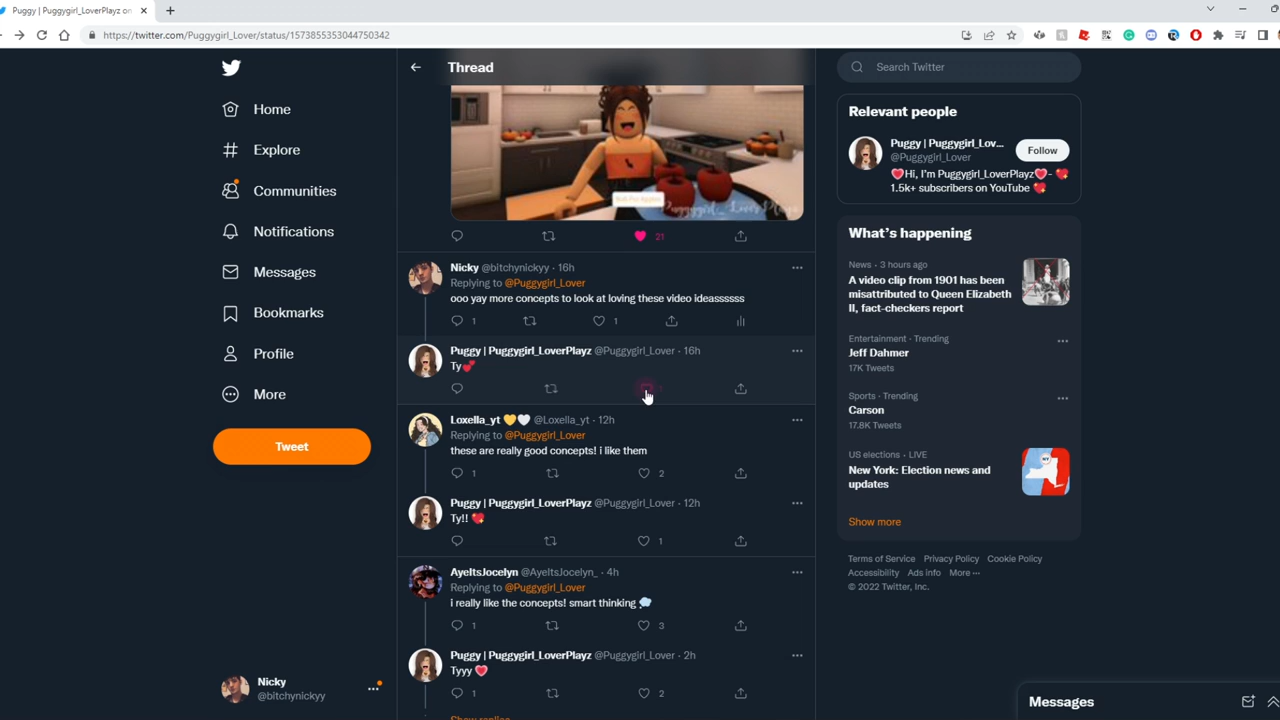 Puggy | Puggygirl_LoverPlayz on
https://twitter.com/Puggygirl_Lover/status/1573855353044750342
Home
Explore
Communities
Notifications
Messages
Bookmarks
Profile
More
Tweet
Nicky
@bitchynickyy
Thread
Puggygirl_LoverPlayz
21
Nicky @bitchynickyy · 16h
Replying to @Puggygirl_Lover
ooo yay more concepts to look at loving these video ideassssss
1 1
Puggy | Puggygirl_LoverPlayz @Puggygirl_Lover · 16h
Ty💕
1
Loxella_yt 💛🤍 @Loxella_yt · 12h
Replying to @Puggygirl_Lover
these are really good concepts! i like them
1 2
Puggy | Puggygirl_LoverPlayz @Puggygirl_Lover · 12h
Ty!! 💖
1
AyeItsJocelyn @AyeItsJocelyn_ · 4h
Replying to @Puggygirl_Lover
i really like the concepts! smart thinking 💭
1 3
Puggy | Puggygirl_LoverPlayz @Puggygirl_Lover · 2h
Tyyy 💗
1 2
Show replies
Search Twitter
Relevant people
Puggy | Puggygirl_Lov...
@Puggygirl_Lover
Follow
💗Hi, I'm Puggygirl_LoverPlayz💗- 💖
1.5k+ subscribers on YouTube 💖
What's happening
News · 3 hours ago
A video clip from 1901 has been
misattributed to Queen Elizabeth
II, fact-checkers report
Entertainment · Trending
Jeff Dahmer
17K Tweets
Sports · Trending
Carson
17.8K Tweets
US elections · LIVE
New York: Election news and
updates
Show more
Terms of Service Privacy Policy Cookie Policy
Accessibility Ads info More ···
© 2022 Twitter, Inc.
Messages